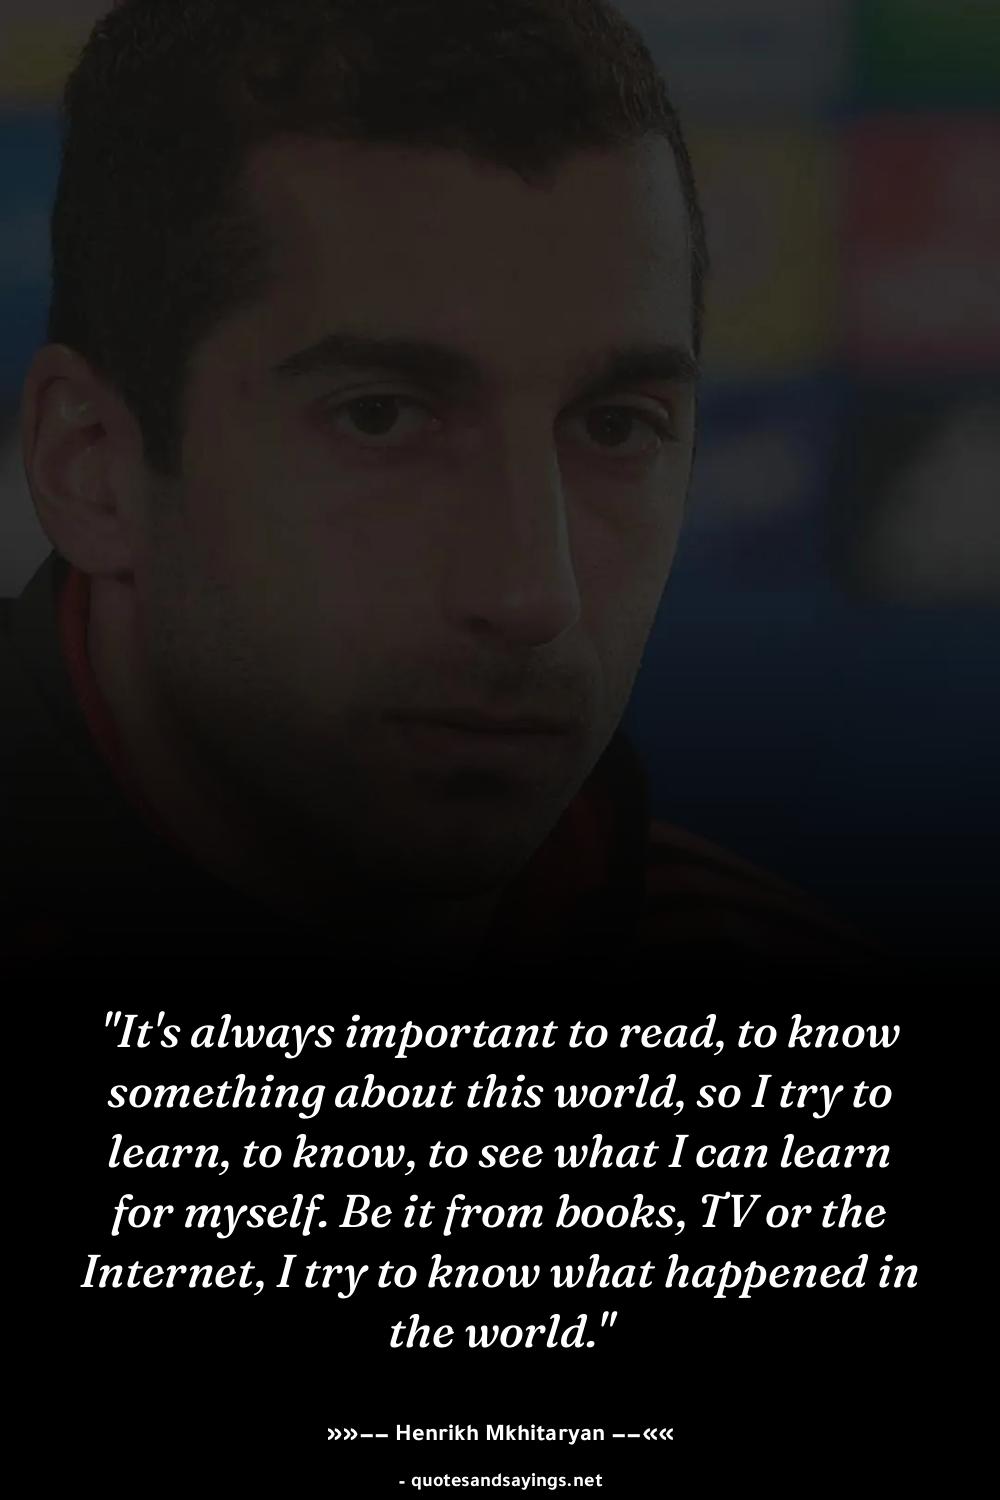 "It's always important to read, to know
something about this world, so I try to
learn, to know, to see what I can learn
for myself. Be it from books, TV or the
Internet, I try to know what happened in
the world."
»»−− Henrikh Mkhitaryan −−««
- quotesandsayings.net